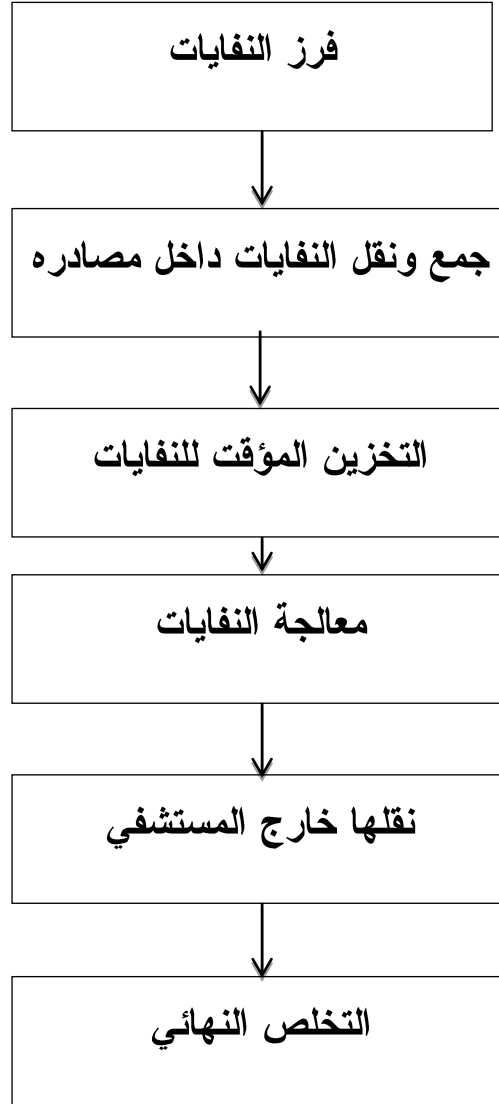 فرز النفايات
جمع ونقل النفايات داخل مصادره
التخزين المؤقت للنفايات
معالجة النفايات
نقلها خارج المستشفي
التخلص النهائي